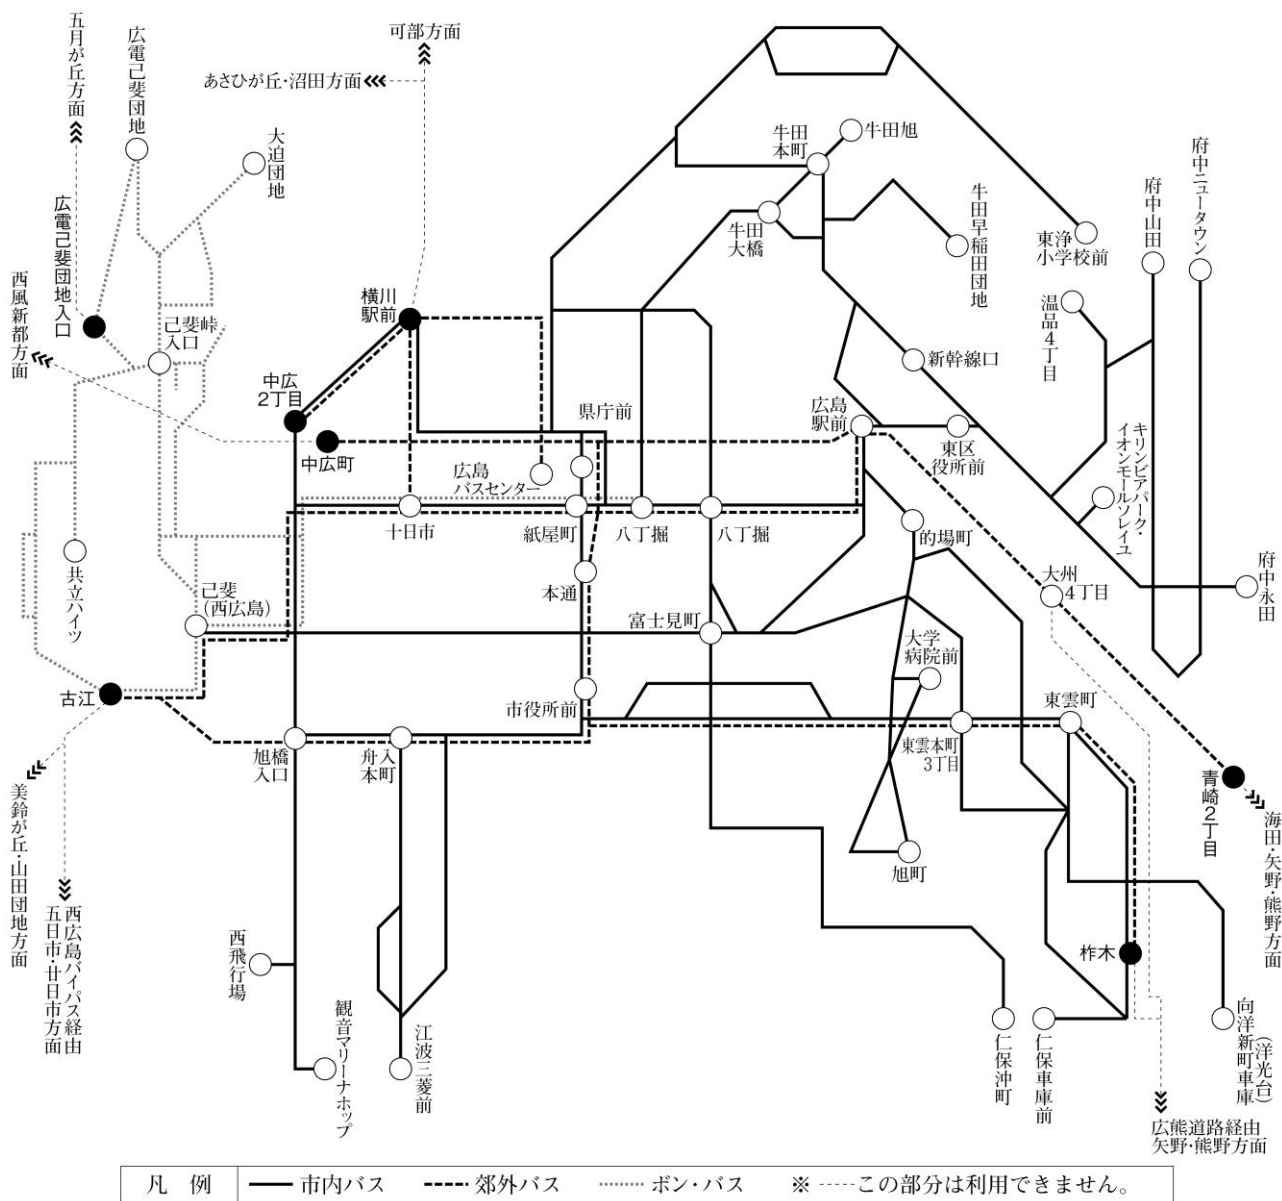 五月が丘方面
広電己斐団地
可部方面
あさひが丘・沼田方面
大迫団地
牛田
本町
牛田旭
府中ニュータウン
府中山田
広電己斐団地入口
西風新都方面
牛田
大橋
牛田早稲田団地
東浄
小学校前
横川
駅前
己斐峠
入口
温品4丁目
新幹線口
中広
2丁目
県庁前
広島
駅前
中広町
広島
バスセンター
東区
役所前
キリンビアパーク・
イオンモールソレイユ
十日市
紙屋町
八丁堀
八丁堀
的場町
共立ハイツ
己斐
(西広島)
本通
富士見町
大学
病院前
大州
4丁目
府中永田
古江
市役所前
東雲本町
3丁目
東雲町
旭橋
入口
舟入
本町
青崎2丁目
美鈴が丘・山田団地方面
西広島バイパス経由
五日市・廿日市方面
旭町
海田・矢野・熊野方面
西飛行場
柞木
観音マリーナホップ
江波三菱前
仁保沖町
仁保車庫前
向洋新町車庫
(洋光台)
広熊道路経由
矢野・熊野方面
凡 例
市内バス
郊外バス
ボン・バス
※ この部分は利用できません。